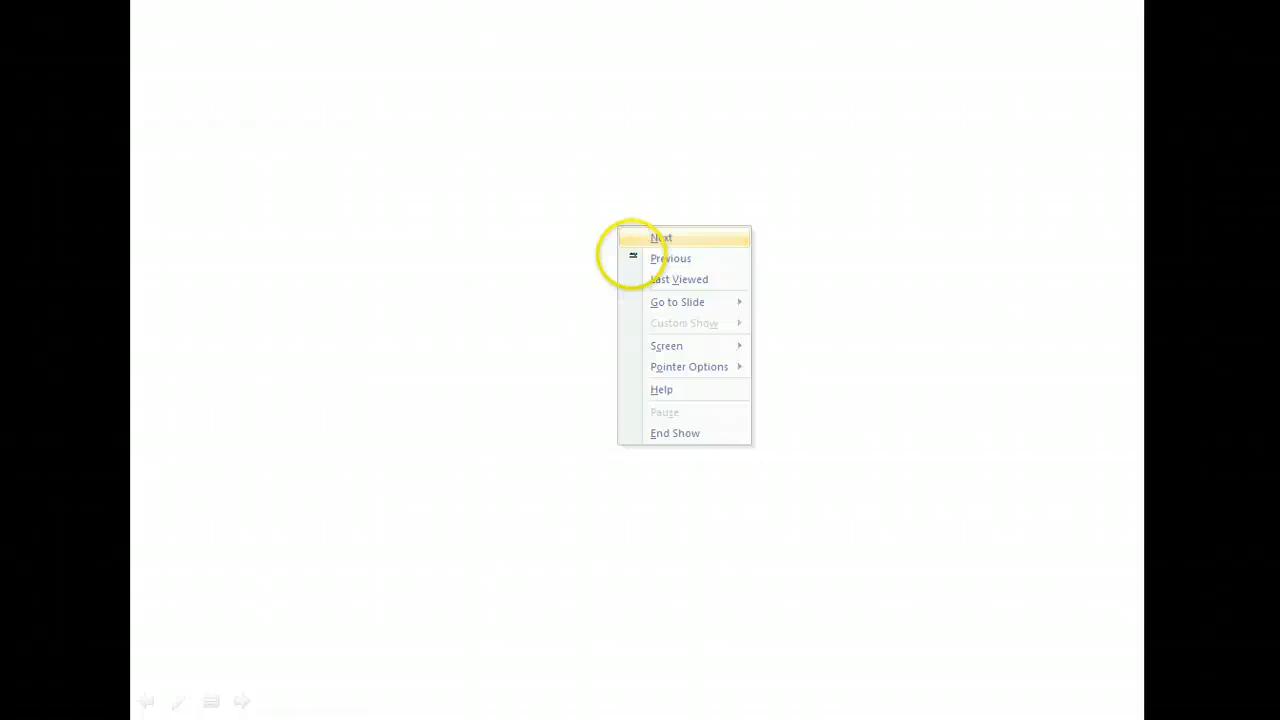 Next
Previous
Last Viewed
Go to Slide
Custom Show
Screen
Pointer Options
Help
Pause
End Show